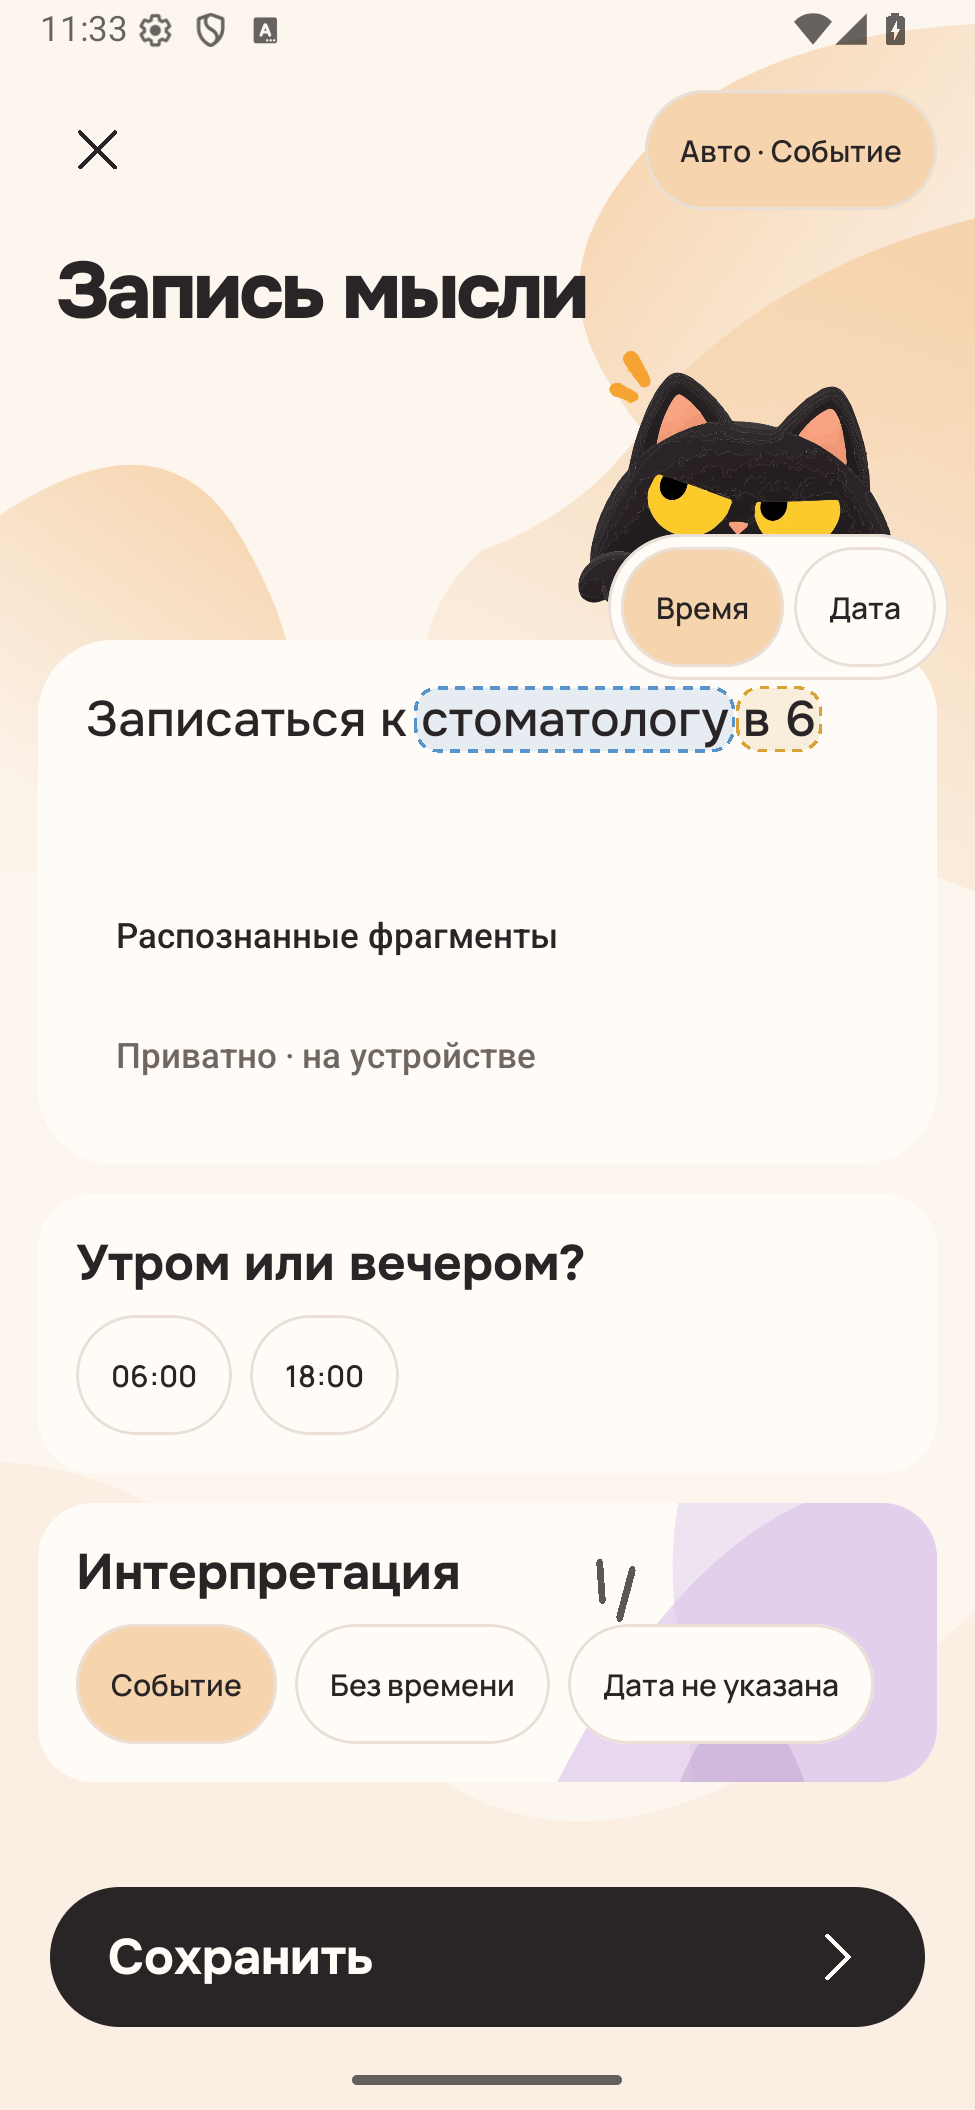 11:33
A
Авто · Событие
Запись мысли
Время
Дата
Записаться к стоматологу в 6
Распознанные фрагменты
Приватно · на устройстве
Утром или вечером?
06:00
18:00
Интерпретация
Событие
Без времени
Дата не указана
Сохранить